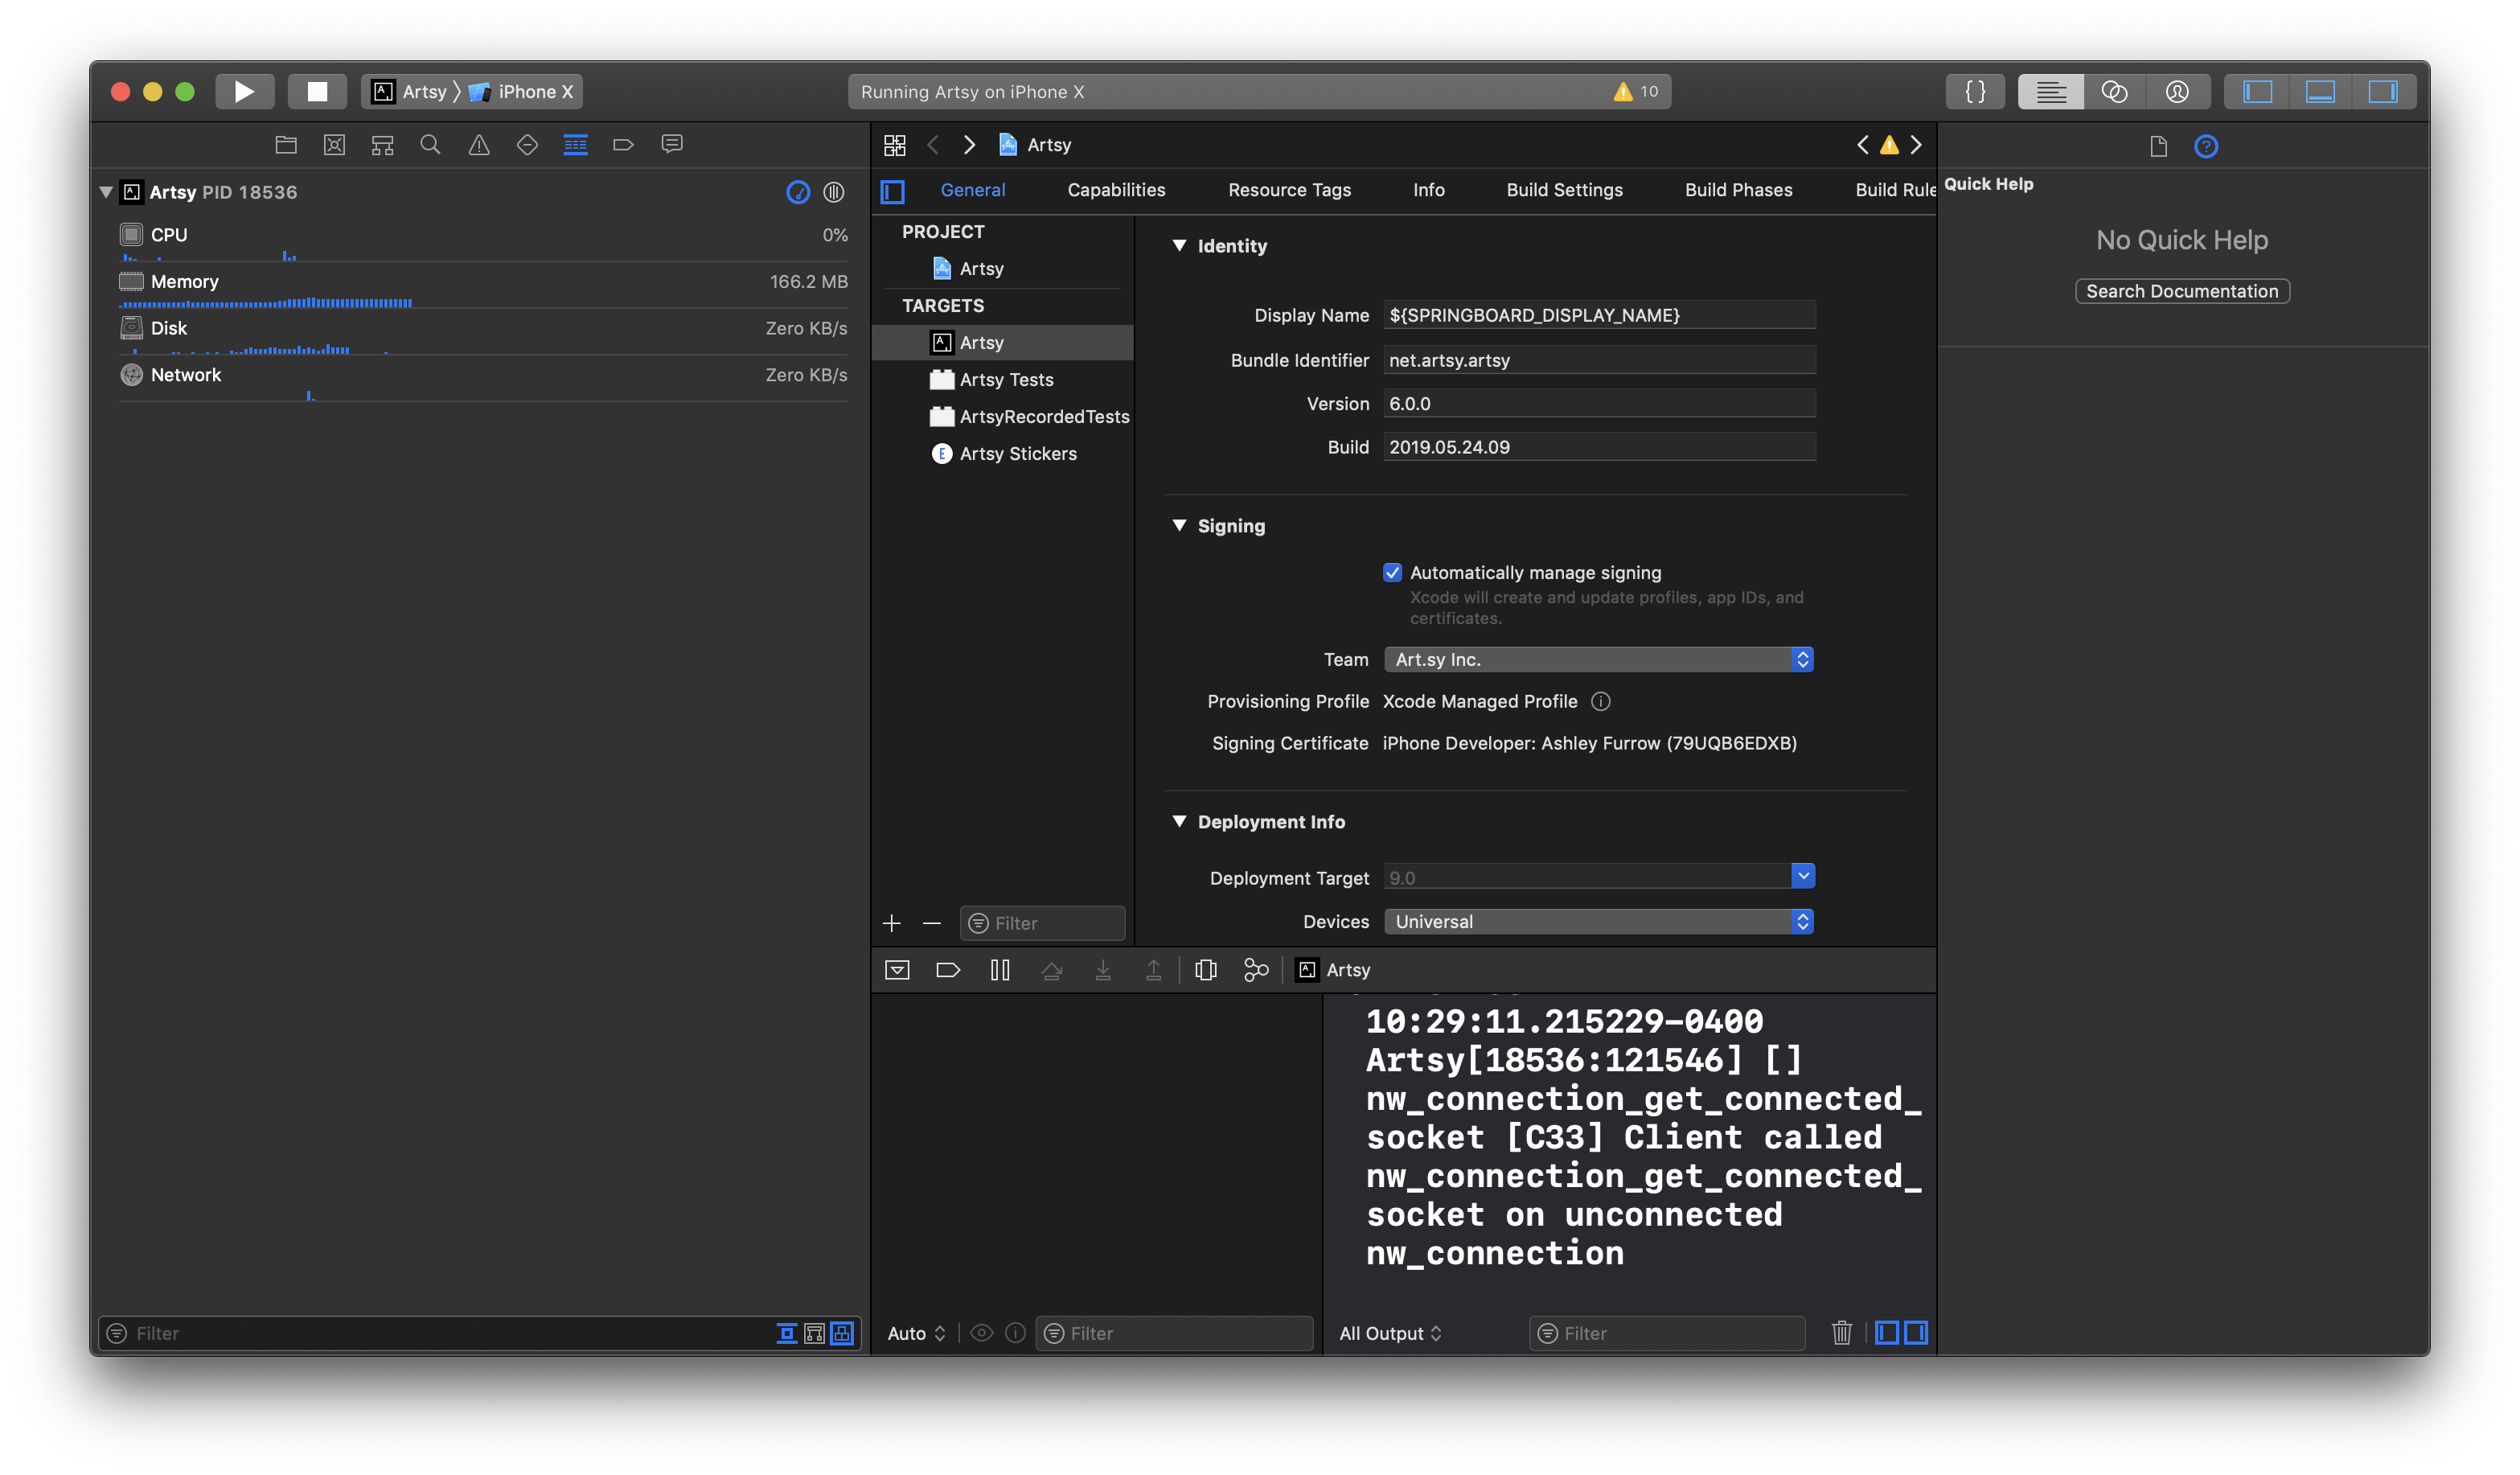 Artsy 〉 iPhone X
Running Artsy on iPhone X
10
Artsy PID 18536
CPU
0%
Memory
166.2 MB
Disk
Zero KB/s
Network
Zero KB/s
Filter
Artsy
General
Capabilities
Resource Tags
Info
Build Settings
Build Phases
Build Rule
PROJECT
Artsy
TARGETS
Artsy
Artsy Tests
ArtsyRecordedTests
Artsy Stickers
Filter
Identity
Display Name
${SPRINGBOARD_DISPLAY_NAME}
Bundle Identifier
net.artsy.artsy
Version
6.0.0
Build
2019.05.24.09
Signing
Automatically manage signing
Xcode will create and update profiles, app IDs, and
certificates.
Team
Art.sy Inc.
Provisioning Profile
Xcode Managed Profile
Signing Certificate
iPhone Developer: Ashley Furrow (79UQB6EDXB)
Deployment Info
Deployment Target
9.0
Devices
Universal
Artsy
10:29:11.215229-0400
Artsy[18536:121546] []
nw_connection_get_connected_
socket [C33] Client called
nw_connection_get_connected_
socket on unconnected
nw_connection
Auto
Filter
All Output
Filter
Quick Help
No Quick Help
Search Documentation